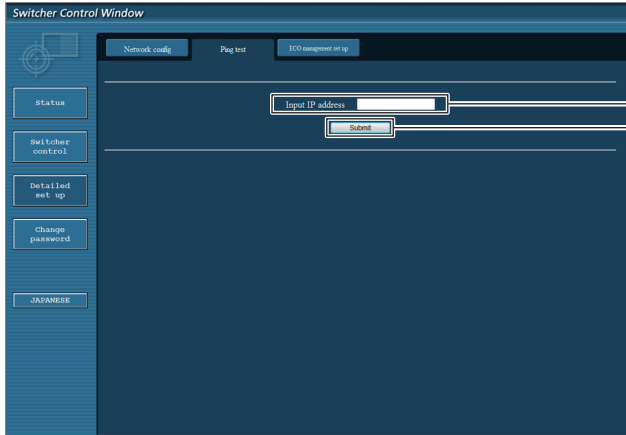 Switcher Control Window
Network config
Ping test
ECO management set up
Status
Input IP address
Submit
Switcher
control
Detailed
set up
Change
password
JAPANESE